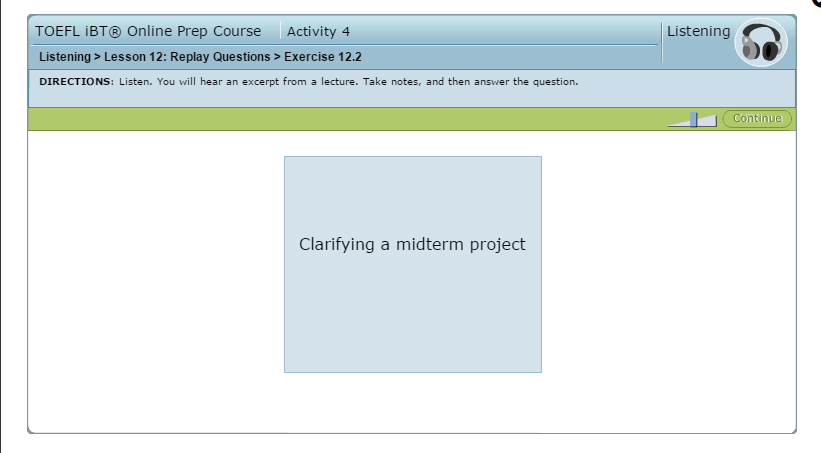 TOEFL iBT® Online Prep Course Activity 4 Listening
Listening > Lesson 12: Replay Questions > Exercise 12.2
DIRECTIONS: Listen. You will hear an excerpt from a lecture. Take notes, and then answer the question.
Continue
Clarifying a midterm project